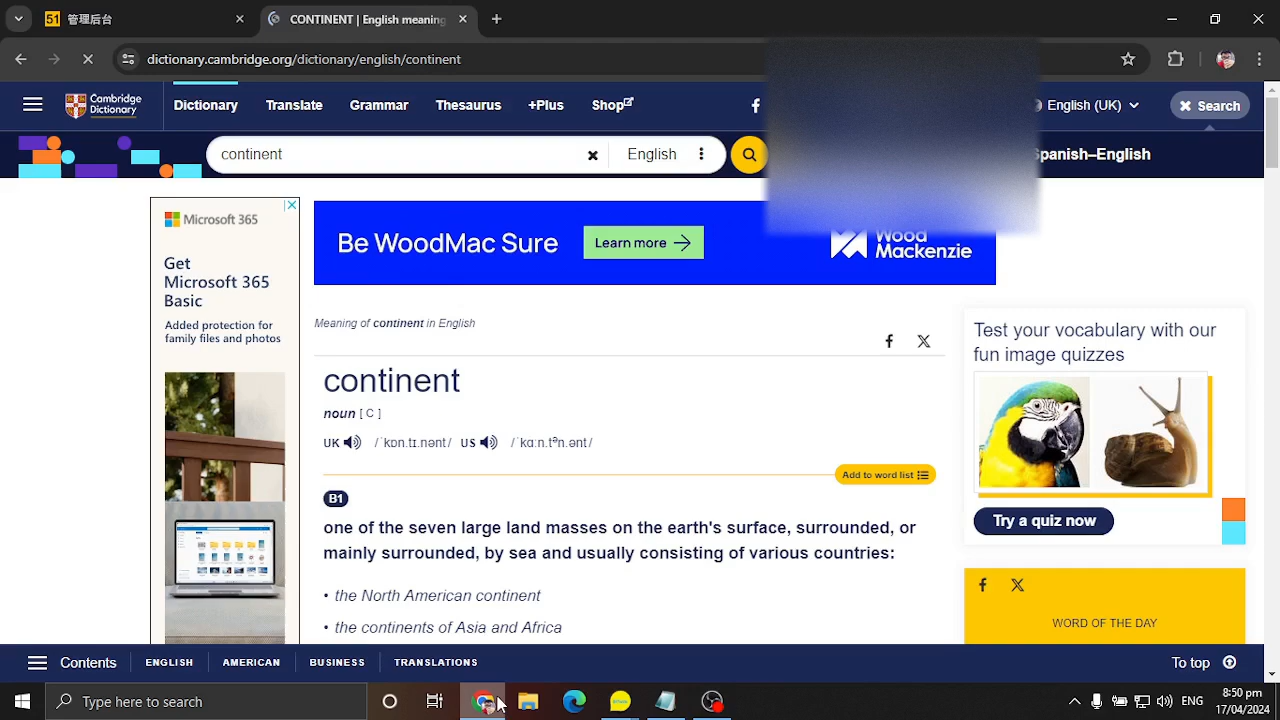 51 管理后台
CONTINENT | English meaning
dictionary.cambridge.org/dictionary/english/continent
Cambridge Dictionary
Dictionary Translate Grammar Thesaurus +Plus Shop
English (UK) Search
continent English
Spanish–English
Microsoft 365
Get
Microsoft 365
Basic
Added protection for
family files and photos
Be WoodMac Sure Learn more
Wood
Mackenzie
Meaning of continent in English
continent
noun [ C ]
UK /ˈkɒn.tɪ.nənt/ US /ˈkɑːn.tᵊn.ənt/
Add to word list
B1
one of the seven large land masses on the earth's surface, surrounded, or
mainly surrounded, by sea and usually consisting of various countries:
• the North American continent
• the continents of Asia and Africa
Test your vocabulary with our
fun image quizzes
Try a quiz now
WORD OF THE DAY
Contents ENGLISH AMERICAN BUSINESS TRANSLATIONS To top
Type here to search
ENG
8:50 pm
17/04/2024